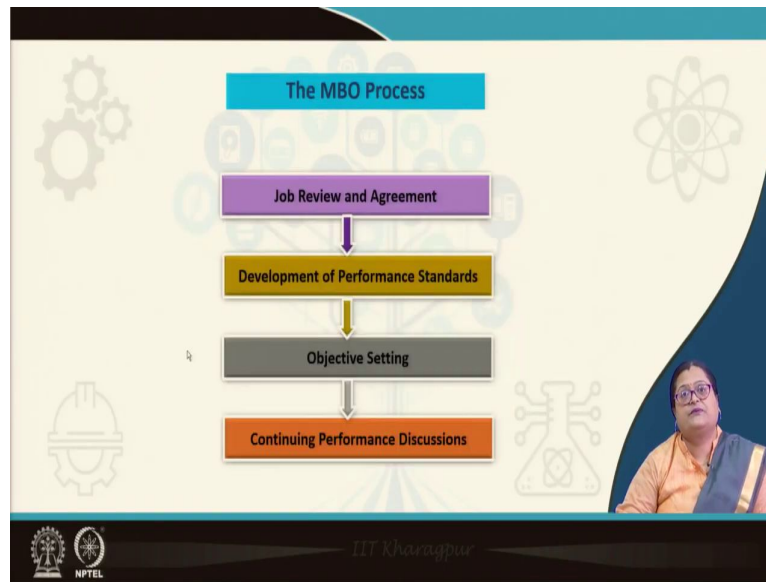 The MBO Process
Job Review and Agreement
Development of Performance Standards
Objective Setting
Continuing Performance Discussions
IIT Kharagpur
NPTEL